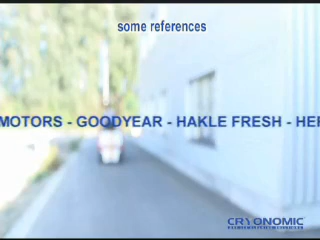 some references
MOTORS - GOODYEAR - HAKLE FRESH - HE
CRYONOMIC